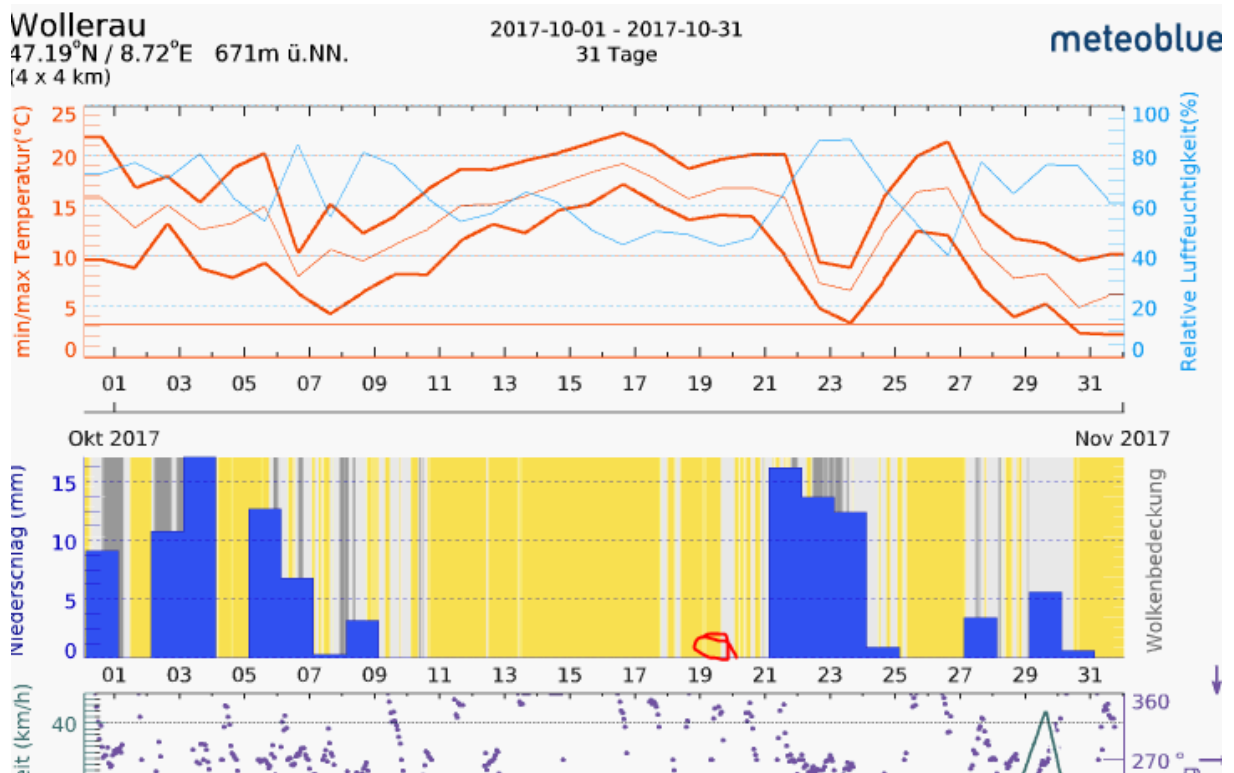 Wollerau
47.19°N / 8.72°E 671m ü.NN.
(4 x 4 km)
2017-10-01 - 2017-10-31
31 Tage
meteoblue
min/max Temperatur(°C)
25
20
15
10
5
0
Relative Luftfeuchtigkeit(%)
100
80
60
40
20
0
01 03 05 07 09 11 13 15 17 19 21 23 25 27 29 31
Okt 2017 Nov 2017
Niederschlag (mm)
15
10
5
0
Wolkenbedeckung
01 03 05 07 09 11 13 15 17 19 21 23 25 27 29 31
eit (km/h)
40
360
270 °